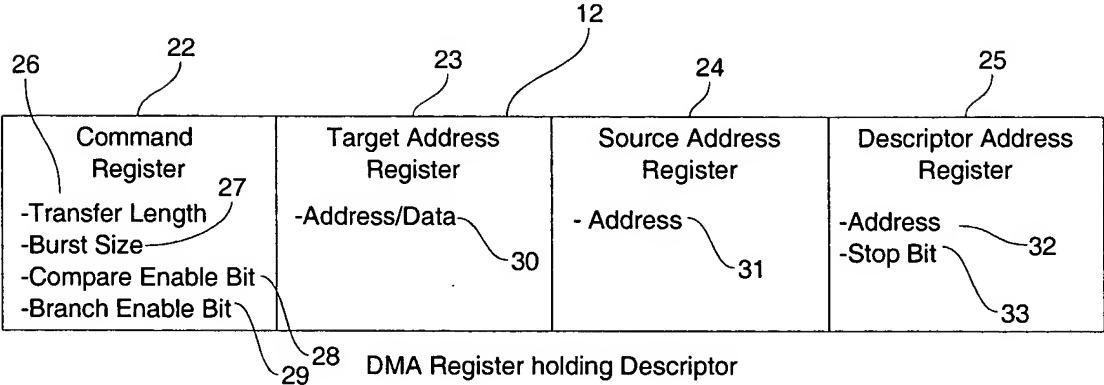 12
22
23
24
25
26
Command Register
Target Address Register
Source Address Register
Descriptor Address Register
27
-Transfer Length
-Burst Size
-Compare Enable Bit
-Branch Enable Bit
-Address/Data
30
- Address
31
-Address
-Stop Bit
32
33
28
29
DMA Register holding Descriptor